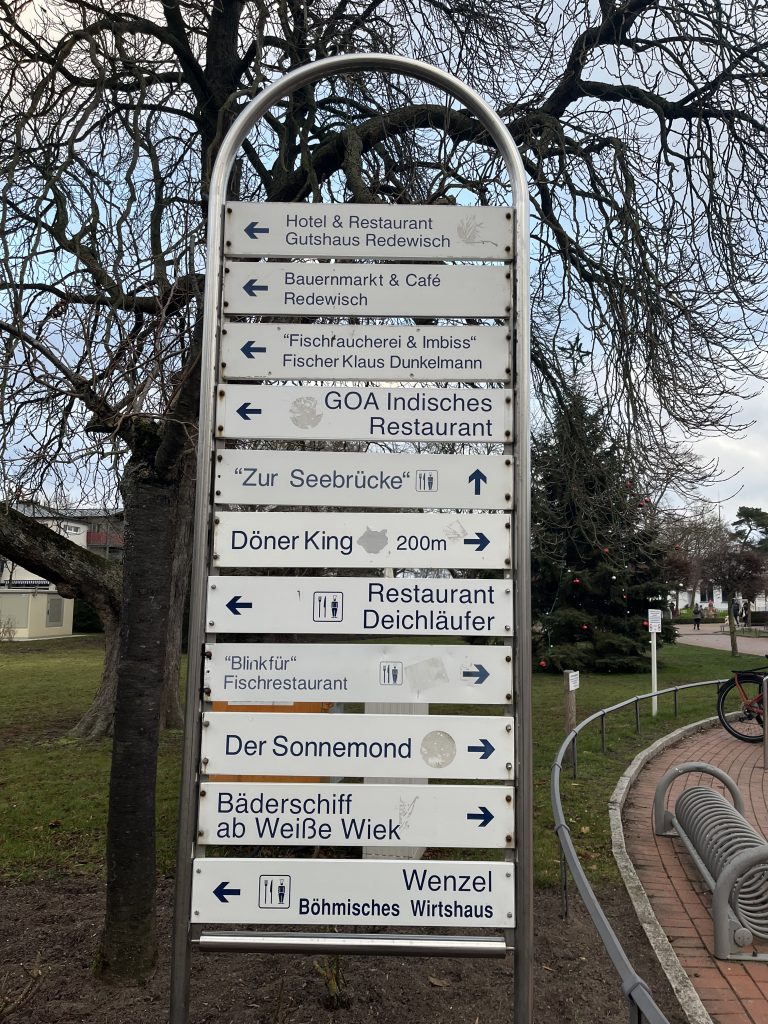 Hotel & Restaurant
Gutshaus Redewisch
Bauernmarkt & Café
Redewisch
"Fischräucherei & Imbiss"
Fischer Klaus Dunkelmann
GOA Indisches
Restaurant
"Zur Seebrücke"
Döner King 200m
Restaurant
Deichläufer
"Blinkfür"
Fischrestaurant
Der Sonnemond
Bäderschiff
ab Weiße Wiek
Wenzel
Böhmisches Wirtshaus